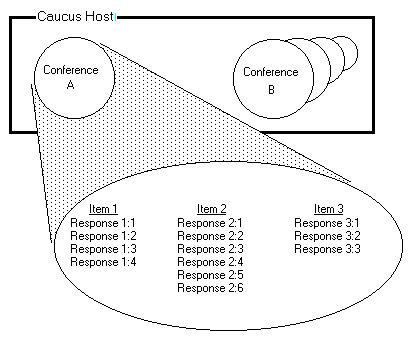 Caucus Host
Conference
A
Conference
B
Item 1
Response 1:1
Response 1:2
Response 1:3
Response 1:4
Item 2
Response 2:1
Response 2:2
Response 2:3
Response 2:4
Response 2:5
Response 2:6
Item 3
Response 3:1
Response 3:2
Response 3:3